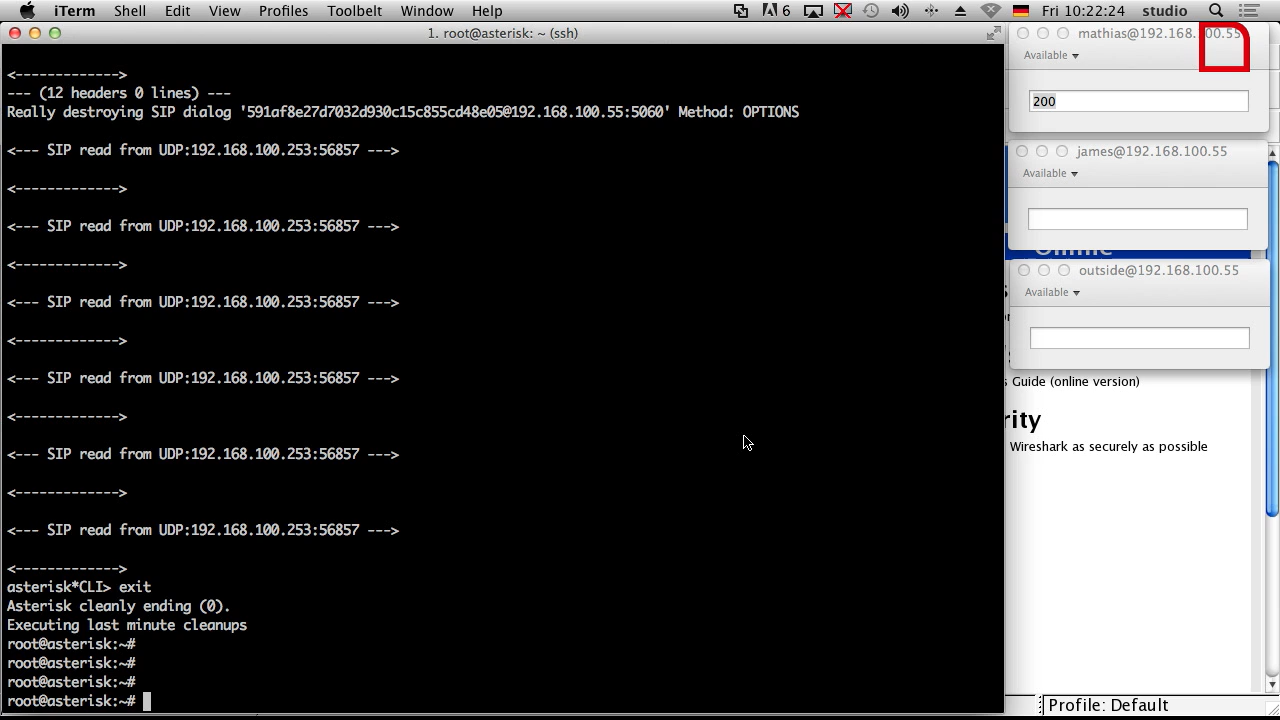 iTerm Shell Edit View Profiles Toolbelt Window Help 6 Fri 10:22:24 studio
1. root@asterisk: ~ (ssh)
<------------->
--- (12 headers 0 lines) ---
Really destroying SIP dialog '591af8e27d7032d930c15c855cd48e05@192.168.100.55:5060' Method: OPTIONS
<--- SIP read from UDP:192.168.100.253:56857 --->
<------------->
<--- SIP read from UDP:192.168.100.253:56857 --->
<------------->
<--- SIP read from UDP:192.168.100.253:56857 --->
<------------->
<--- SIP read from UDP:192.168.100.253:56857 --->
<------------->
<--- SIP read from UDP:192.168.100.253:56857 --->
<------------->
<--- SIP read from UDP:192.168.100.253:56857 --->
<------------->
asterisk*CLI> exit
Asterisk cleanly ending (0).
Executing last minute cleanups
root@asterisk:~#
root@asterisk:~#
root@asterisk:~#
root@asterisk:~#
mathias@192.168.100.55
Available
200
james@192.168.100.55
Available
outside@192.168.100.55
Available
s Guide (online version)
rity
Wireshark as securely as possible
Profile: Default